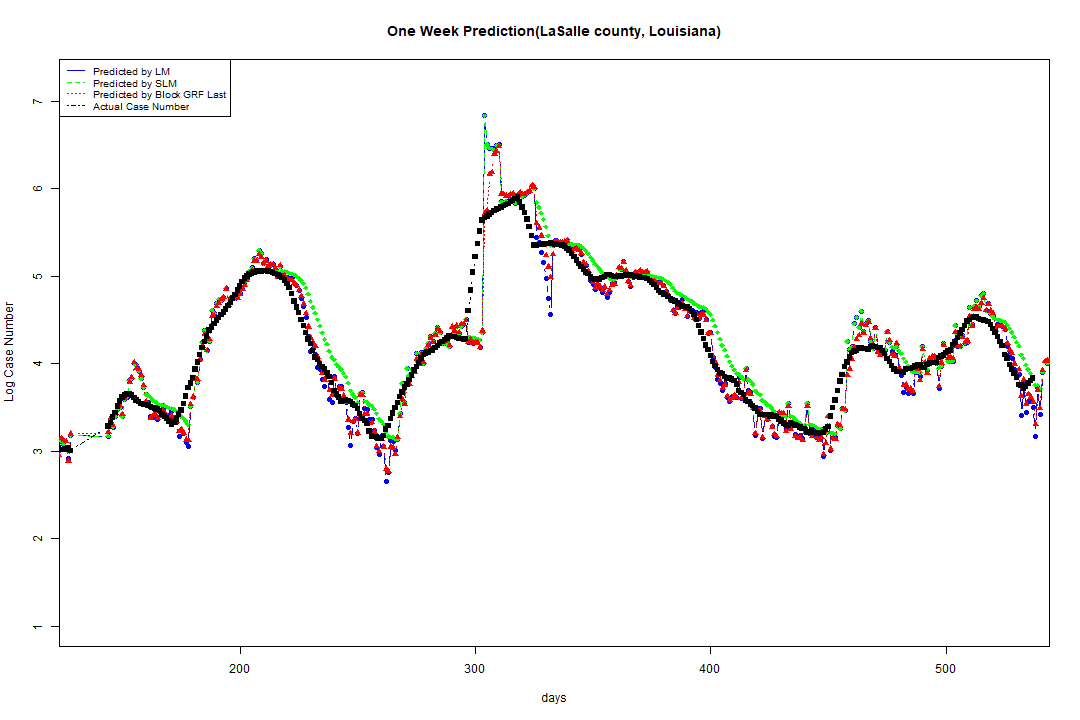 One Week Prediction(LaSalle county, Louisiana)
Predicted by LM
Predicted by SLM
Predicted by Block GRF Last
Actual Case Number
7
6
5
4
3
2
1
Log Case Number
200 300 400 500
days